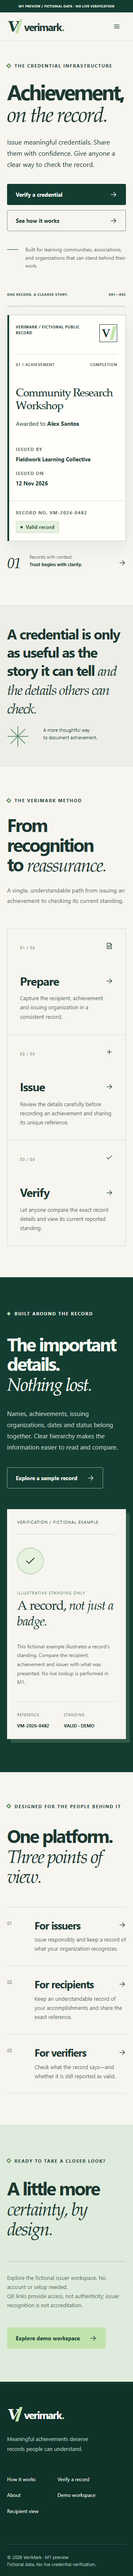 M1 PREVIEW / FICTIONAL DATA · NO LIVE VERIFICATION
verimark.
THE CREDENTIAL INFRASTRUCTURE
Achievement,
on the record.
Issue meaningful credentials. Share
them with confidence. Give anyone a
clear way to check the record.
Verify a credential
See how it works
Built for learning communities, associations,
and organizations that can stand behind their
work.
ONE RECORD. A CLEARER STORY.
001—003
VERIMARK / FICTIONAL PUBLIC
RECORD
V
01 / ACHIEVEMENT
COMPLETION
Community Research
Workshop
Awarded to Alex Santos
ISSUED BY
Fieldwork Learning Collective
ISSUED ON
12 Nov 2026
RECORD NO. VM-2026-0482
Valid record
01
Records with context.
Trust begins with clarity.
A credential is only
as useful as the
story it can tell and
the details others can
check.
A more thoughtful way
to document achievement.
THE VERIMARK METHOD
From
recognition
to reassurance.
A single, understandable path from issuing an
achievement to checking its current standing.
01 / 03
Prepare
Capture the recipient, achievement
and issuing organization in a
consistent record.
02 / 03
Issue
Review the details carefully before
recording an achievement and sharing
its unique reference.
03 / 03
Verify
Let anyone compare the exact record
details and view its current reported
standing.
BUILT AROUND THE RECORD
The important
details.
Nothing lost.
Names, achievements, issuing
organizations, dates and status belong
together. Clear hierarchy makes the
information easier to read and compare.
Explore a sample record
VERIFICATION / FICTIONAL EXAMPLE
ILLUSTRATIVE STANDING ONLY
A record, not just a
badge.
This fictional example illustrates a record's
standing. Compare the recipient,
achievement and issuer with what was
presented. No live lookup is performed in
M1.
REFERENCE
STANDING
VM-2026-0482
VALID · DEMO
DESIGNED FOR THE PEOPLE BEHIND IT
One platform.
Three points of
view.
01
For issuers
Issue responsibly and keep a record of
what your organization recognizes.
02
For recipients
Keep an understandable record of
your accomplishments and share the
exact reference.
03
For verifiers
Check what the record says—and
whether it is still reported as valid.
READY TO TAKE A CLOSER LOOK?
A little more
certainty, by
design.
Explore the fictional issuer workspace. No
account or setup needed.
QR links provide access, not authenticity; issuer
recognition is not accreditation.
Explore demo workspace
verimark.
Meaningful achievements deserve
records people can understand.
How it works
Verify a record
About
Demo workspace
Recipient view
© 2026 VeriMark · M1 preview
Fictional data. No live credential verification.